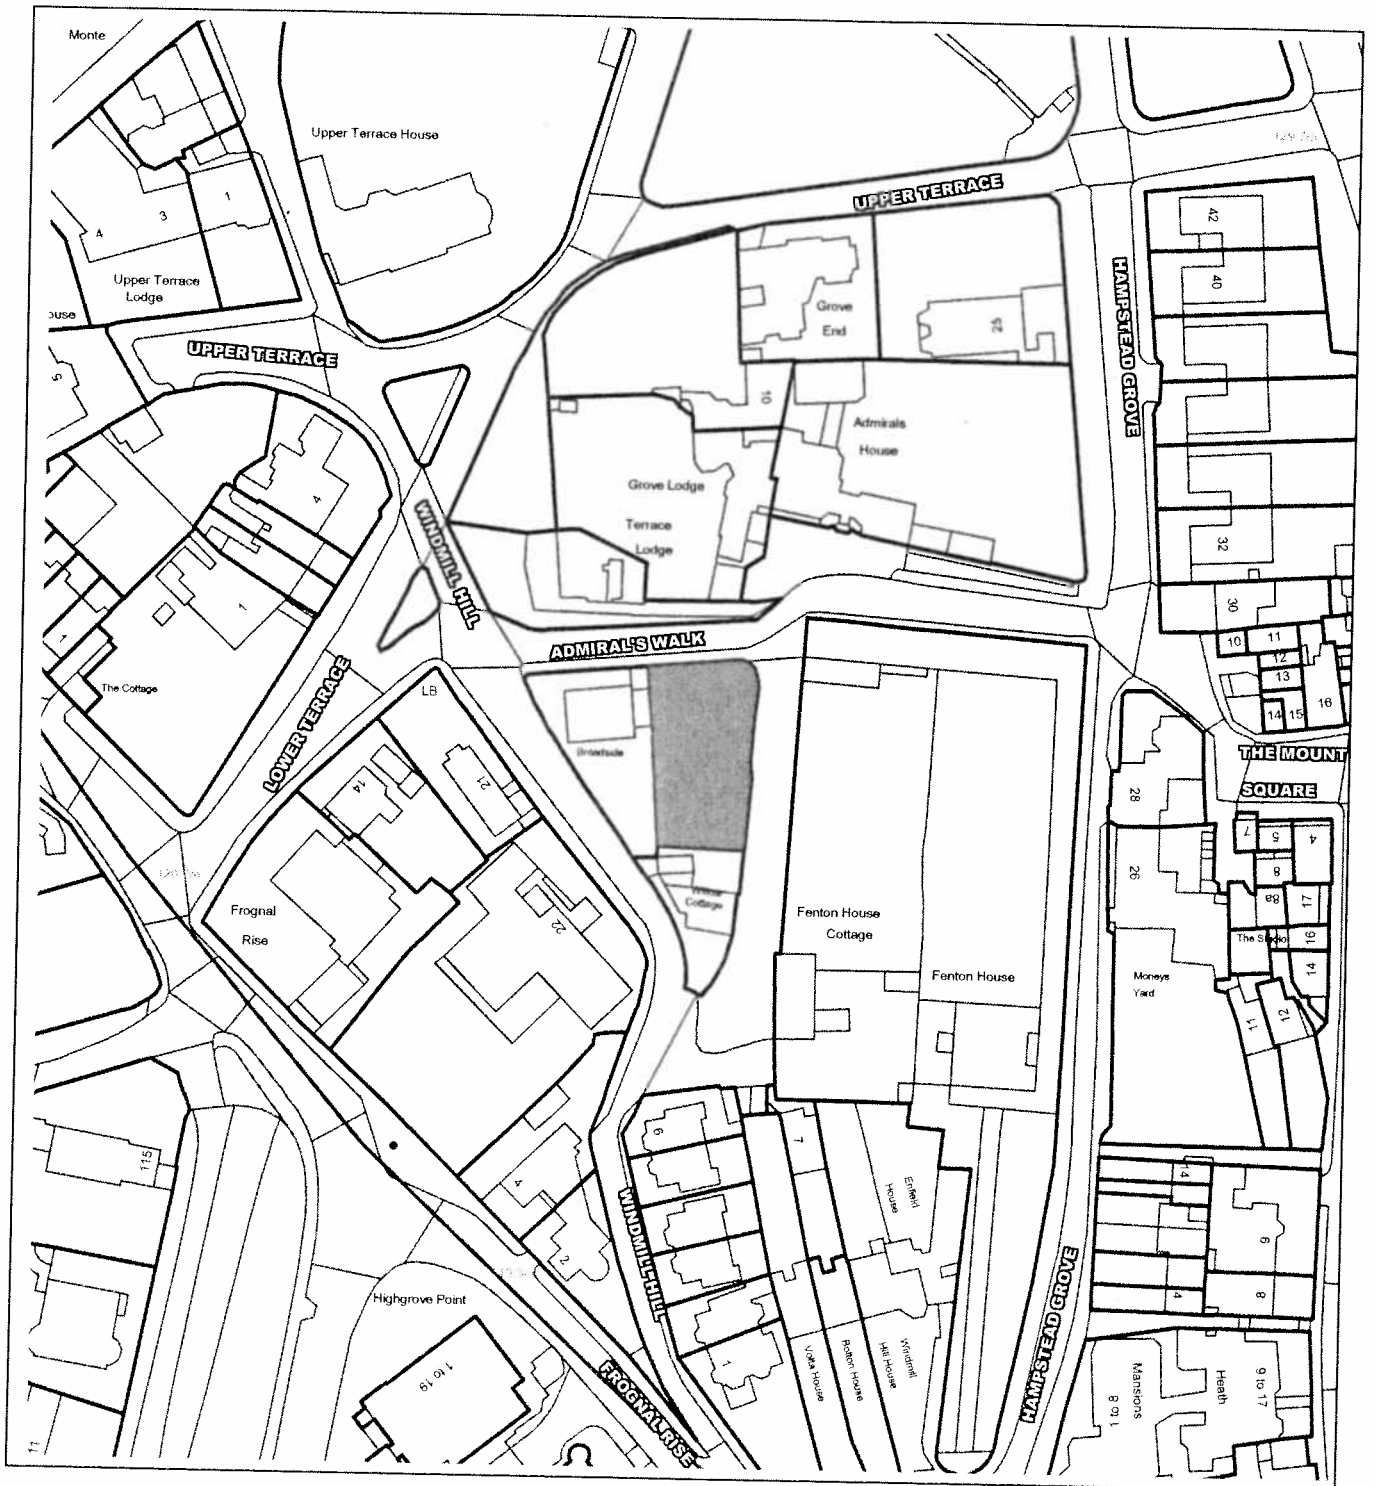 Monte
Upper Terrace House
UPPER TERRACE
42
40
HAMPSTEAD GROVE
1
3
4
Upper Terrace
Lodge
ouse
Grove
End
25
UPPER TERRACE
5
10
Admirals
House
4
Grove Lodge
Terrace
Lodge
WINDMILL HILL
32
30
1
1
10
11
12
13
14
15
16
ADMIRAL'S WALK
The Cottage
LB
LOWER TERRACE
Broadside
THE MOUNT
SQUARE
14
21
28
7
5
4
8
26
8a
17
Cottage
Frognal
Rise
22
Fenton House
Cottage
Fenton House
The Studio
16
14
Moneys
Yard
11
12
6
7
115
4
2
Enfield
House
14
9
WINDMILL HILL
HAMPSTEAD GROVE
4
8
Highgrove Point
1 to 19
1
Volta House
Bolton House
Windmill
Hill House
FROGNAL RISE
1 to 8
Mansions
Heath
9 to 17
11